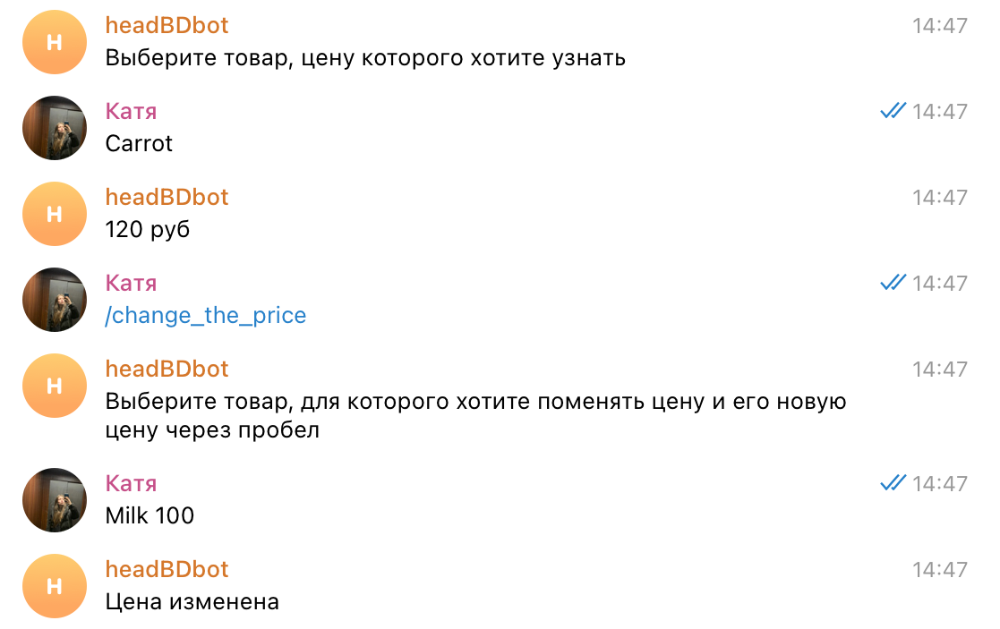 H
headBDbot
14:47
Выберите товар, цену которого хотите узнать
Катя
14:47
Carrot
H
headBDbot
14:47
120 руб
Катя
14:47
/change_the_price
H
headBDbot
14:47
Выберите товар, для которого хотите поменять цену и его новую
цену через пробел
Катя
14:47
Milk 100
H
headBDbot
14:47
Цена изменена